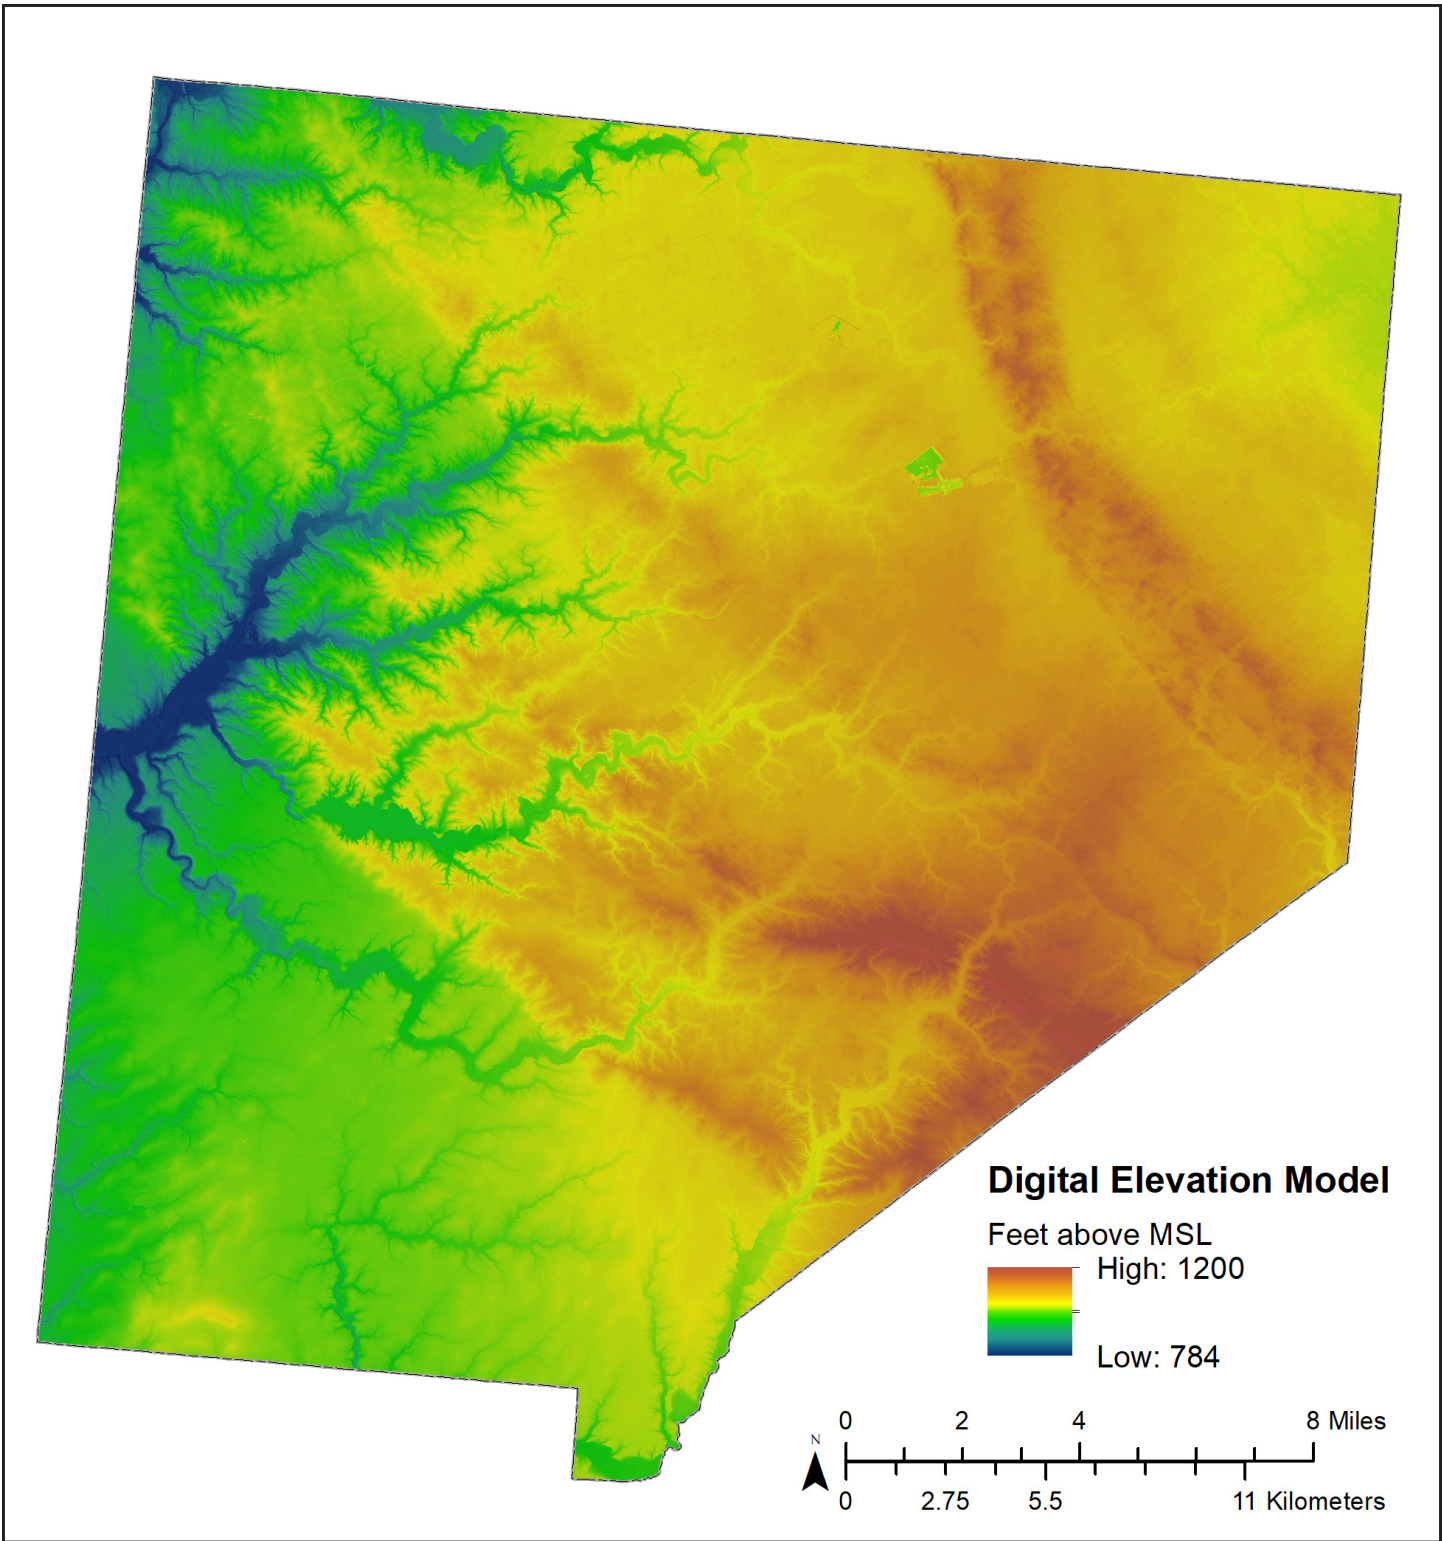 Digital Elevation Model
Feet above MSL
High: 1200
Low: 784
0 2 4 8 Miles
N
0 2.75 5.5 11 Kilometers